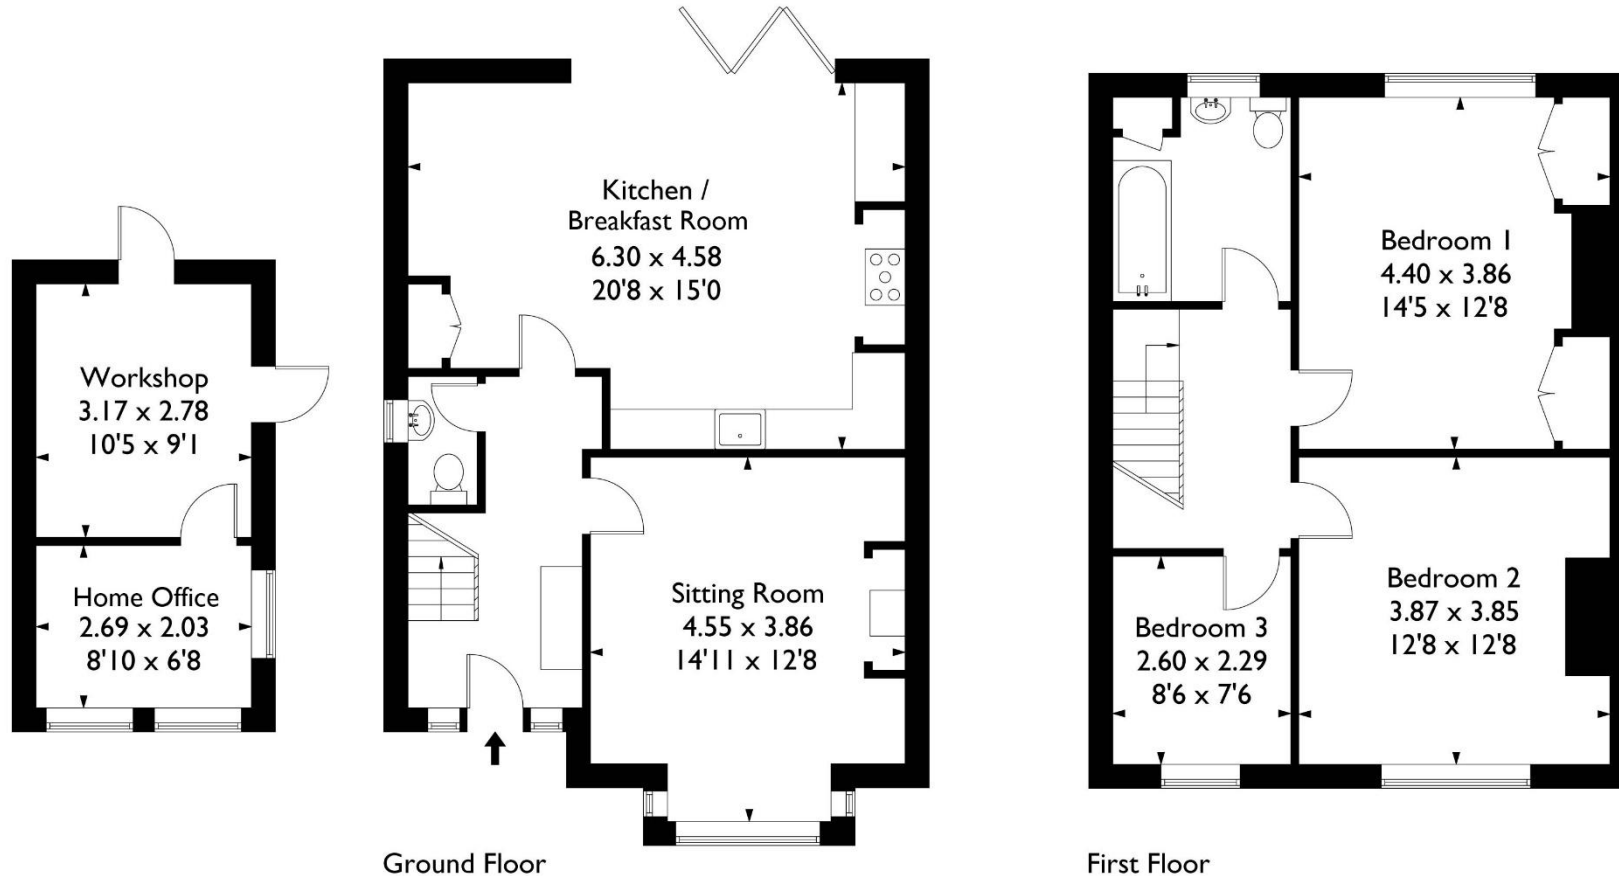 Workshop
3.17 x 2.78
10'5 x 9'1
Home Office
2.69 x 2.03
8'10 x 6'8
Kitchen /
Breakfast Room
6.30 x 4.58
20'8 x 15'0
Sitting Room
4.55 x 3.86
14'11 x 12'8
Ground Floor
Bedroom 1
4.40 x 3.86
14'5 x 12'8
Bedroom 2
3.87 x 3.85
12'8 x 12'8
Bedroom 3
2.60 x 2.29
8'6 x 7'6
First Floor